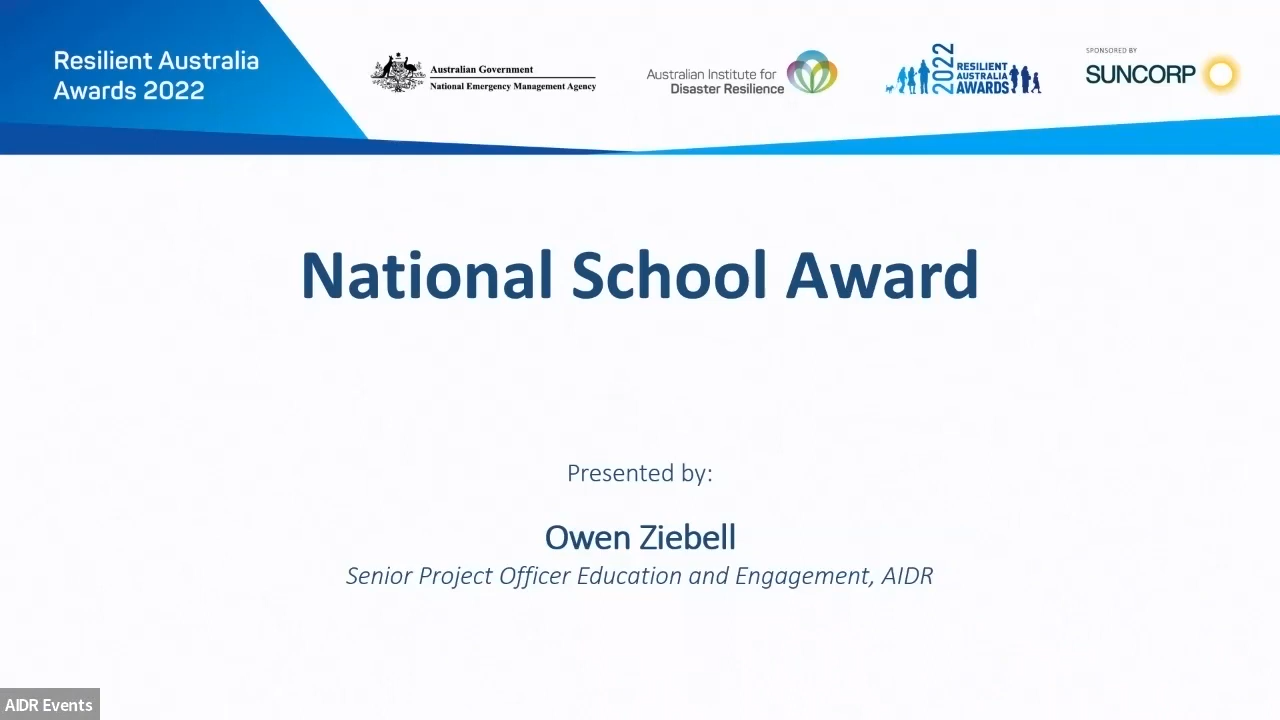 Resilient Australia
Awards 2022
Australian Government
National Emergency Management Agency
Australian Institute for
Disaster Resilience
2022
RESILIENT
AUSTRALIA
AWARDS
SPONSORED BY
SUNCORP
National School Award
Presented by:
Owen Ziebell
Senior Project Officer Education and Engagement, AIDR
AIDR Events